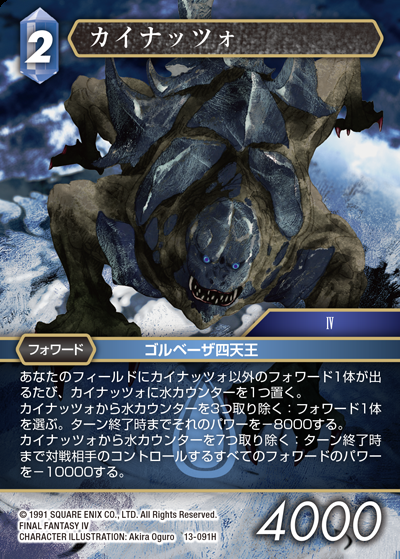 2
カイナッツォ
IV
フォワード
ゴルベーザ四天王
あなたのフィールドにカイナッツォ以外のフォワード1体が出
るたび、カイナッツォに水カウンターを1つ置く。
カイナッツォから水カウンターを3つ取り除く：フォワード1体
を選ぶ。ターン終了時までそれのパワーを－8000する。
カイナッツォから水カウンターを7つ取り除く；ターン終了時
まで対戦相手のコントロールするすべてのフォワードのパワー
を－10000する。
© 1991 SQUARE ENIX CO., LTD. All Rights Reserved.
FINAL FANTASY IV
CHARACTER ILLUSTRATION: Akira Oguro 13-091H
4000